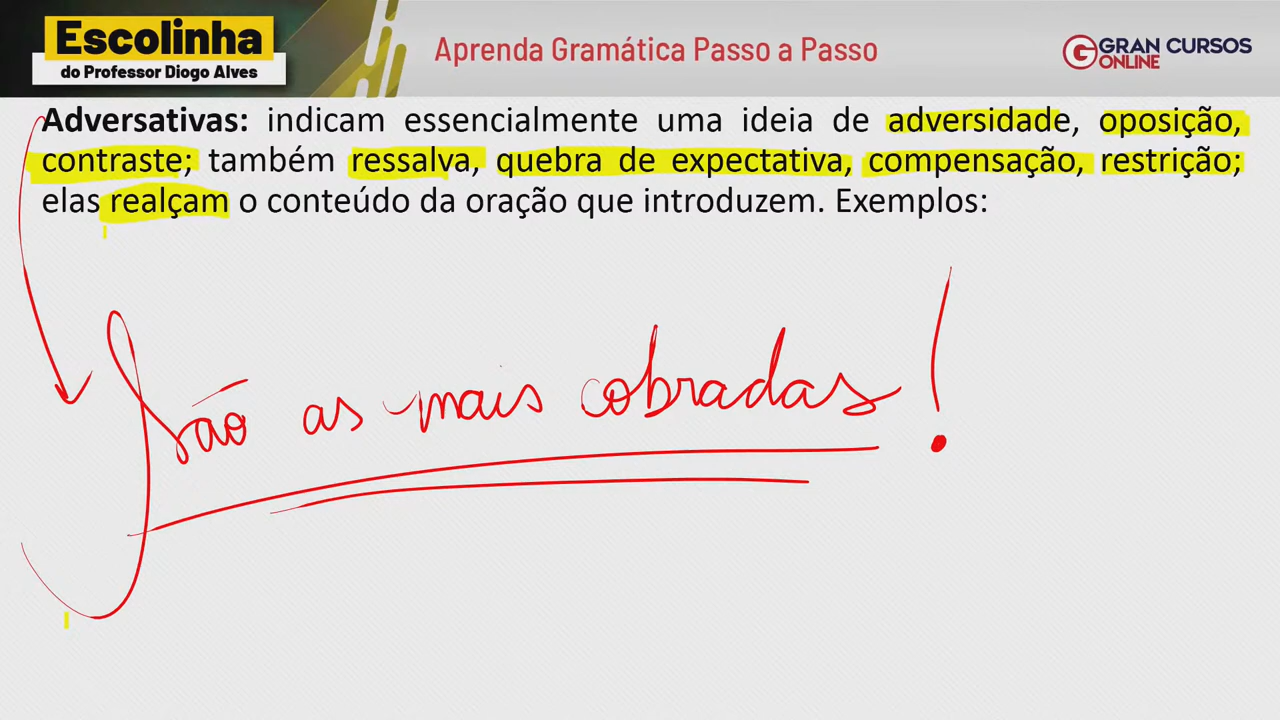 Escolinha
do Professor Diogo Alves
Aprenda Gramática Passo a Passo
GRAN CURSOS
ONLINE
Adversativas: indicam essencialmente uma ideia de adversidade, oposição,
contraste; também ressalva, quebra de expectativa, compensação, restrição;
elas realçam o conteúdo da oração que introduzem. Exemplos:
São as mais cobradas!